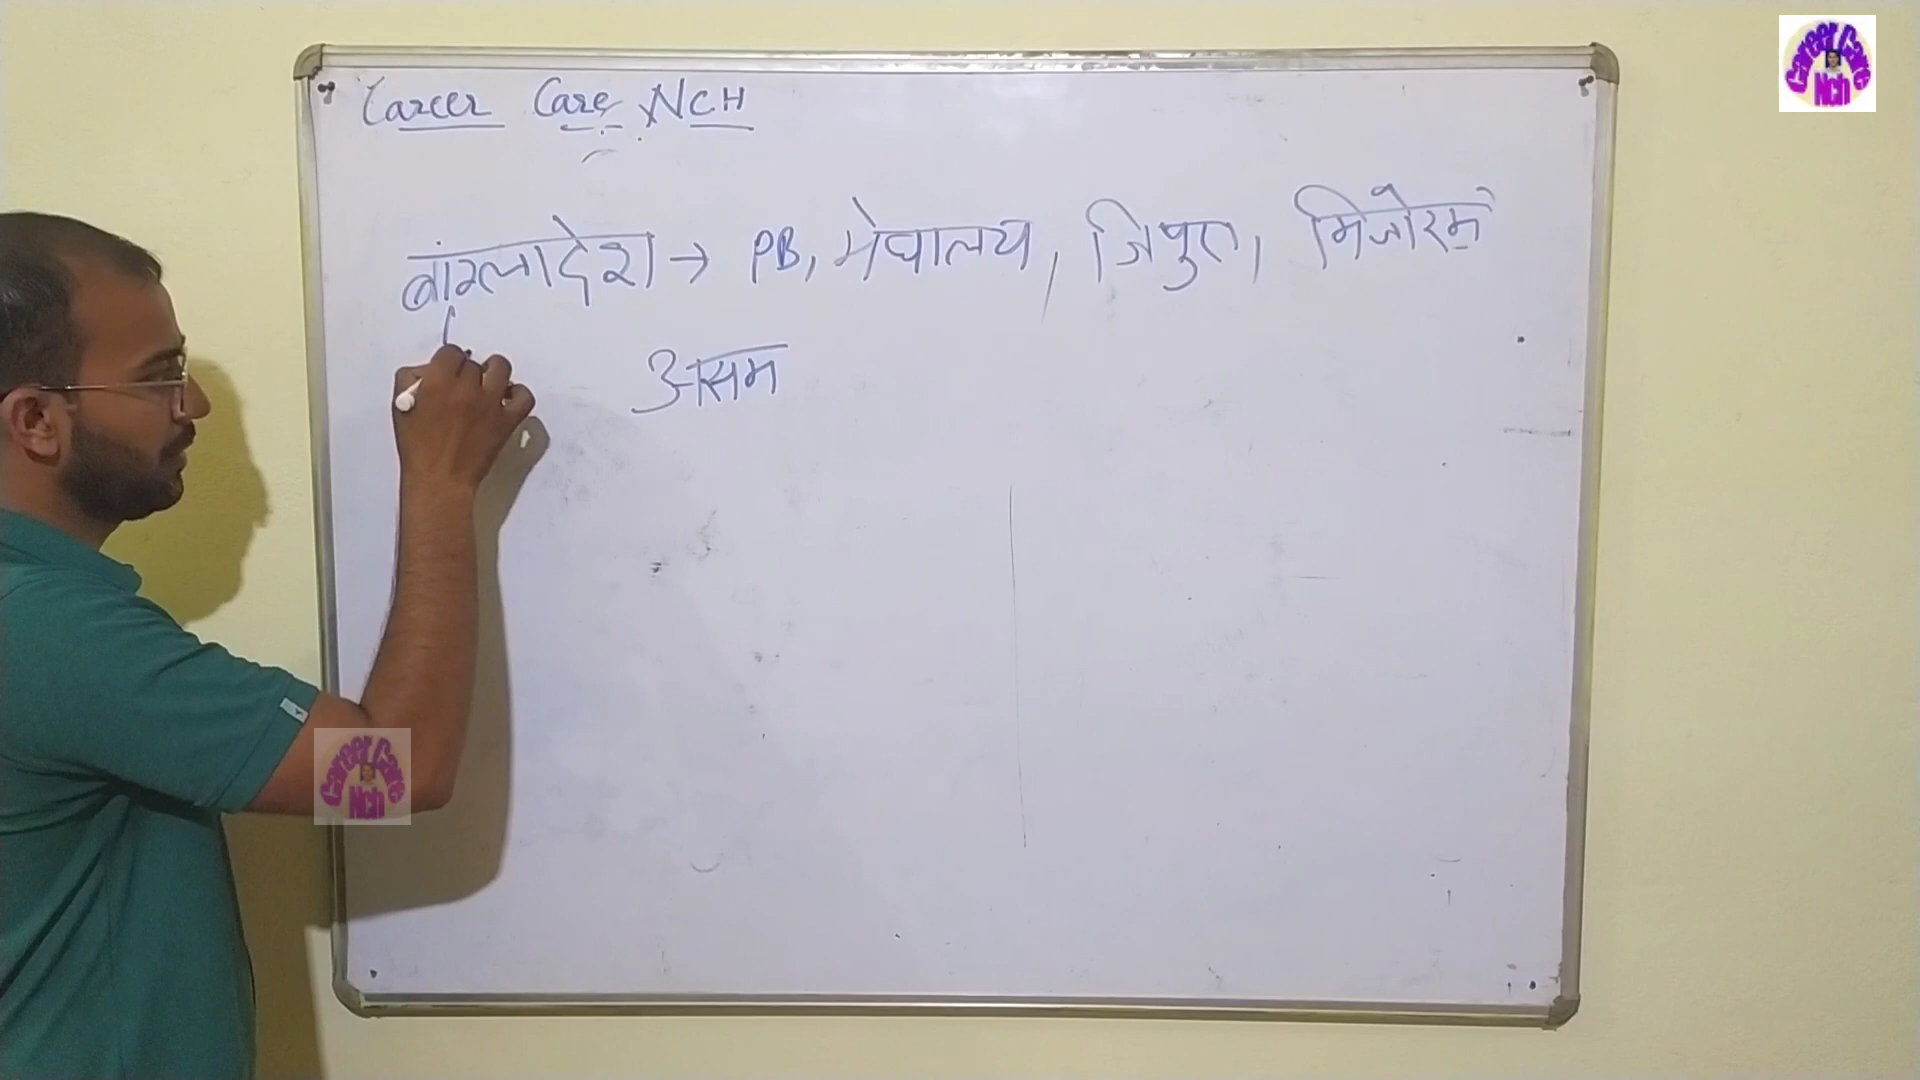 Career Care NCH
बांग्लादेश → PB, मेघालय, त्रिपुरा, मिजोरम
असम
Career Care Nch
Career Care Nch